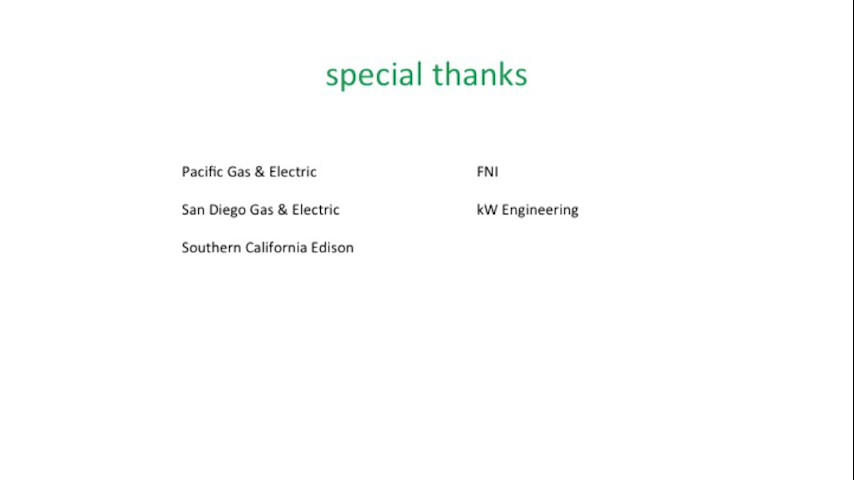 special thanks
Pacific Gas & Electric
San Diego Gas & Electric
Southern California Edison
FNI
kW Engineering